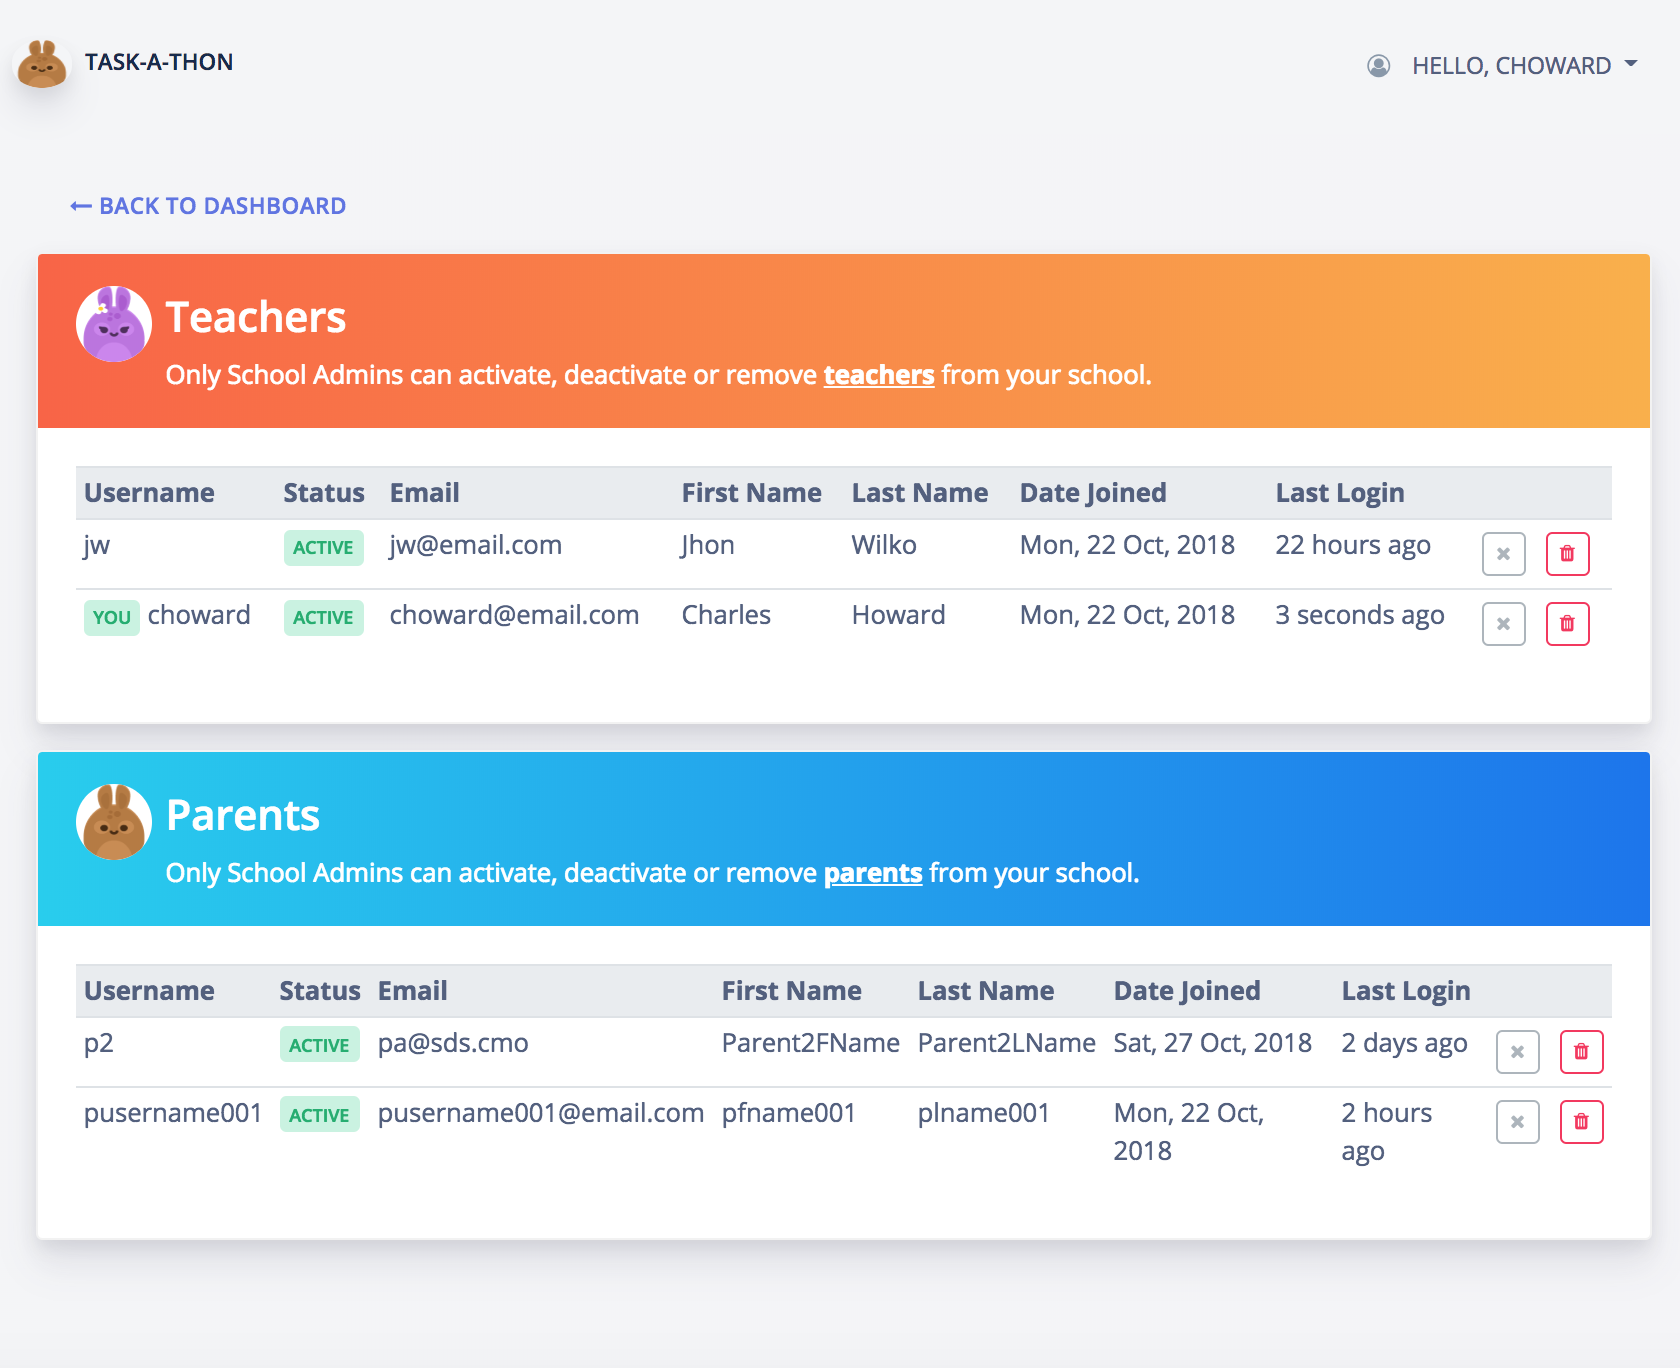 TASK-A-THON
HELLO, CHOWARD
BACK TO DASHBOARD
Teachers
Only School Admins can activate, deactivate or remove teachers from your school.
Username Status Email First Name Last Name Date Joined Last Login
jw ACTIVE jw@email.com Jhon Wilko Mon, 22 Oct, 2018 22 hours ago
YOU choward ACTIVE choward@email.com Charles Howard Mon, 22 Oct, 2018 3 seconds ago
Parents
Only School Admins can activate, deactivate or remove parents from your school.
Username Status Email First Name Last Name Date Joined Last Login
p2 ACTIVE pa@sds.cmo Parent2FName Parent2LName Sat, 27 Oct, 2018 2 days ago
pusername001 ACTIVE pusername001@email.com pfname001 plname001 Mon, 22 Oct, 2 hours
2018 ago